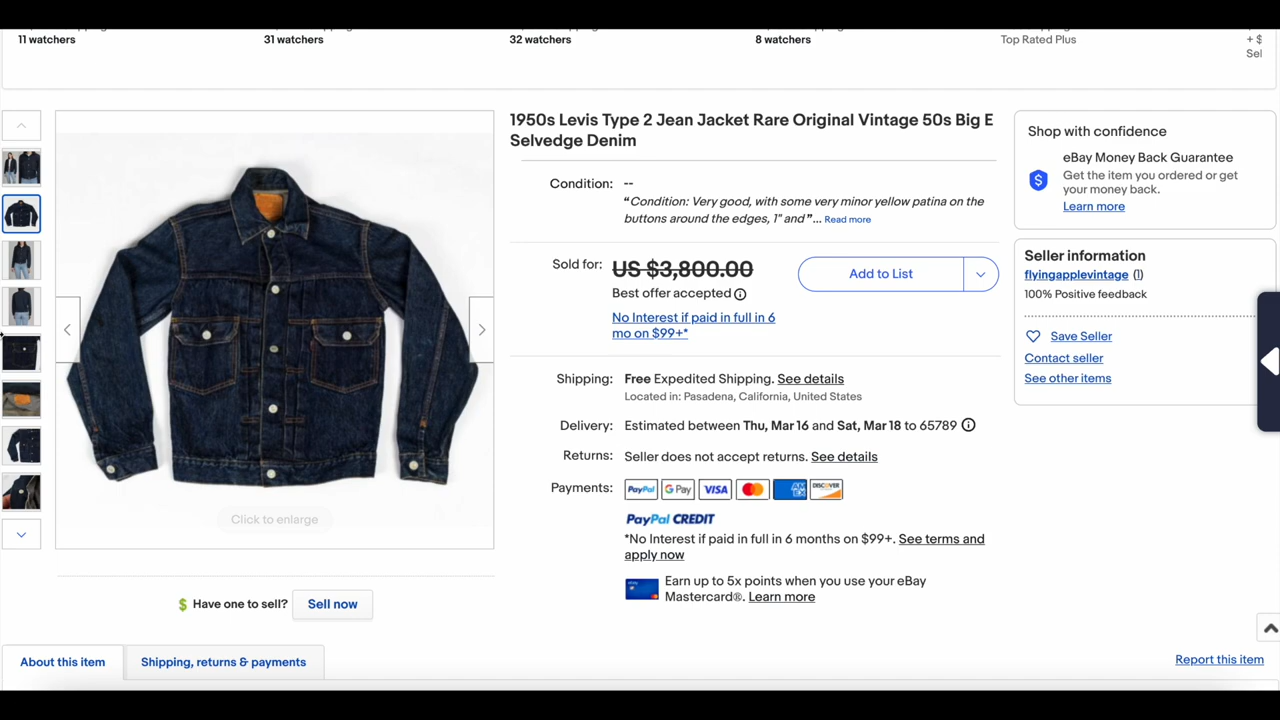 11 watchers
31 watchers
32 watchers
8 watchers
Top Rated Plus
+ $
Sel
1950s Levis Type 2 Jean Jacket Rare Original Vintage 50s Big E
Selvedge Denim
Condition: --
“Condition: Very good, with some very minor yellow patina on the
buttons around the edges, 1" and”... Read more
Sold for: US $3,800.00
Best offer accepted
Add to List
No Interest if paid in full in 6
mo on $99+*
Shipping: Free Expedited Shipping. See details
Located in: Pasadena, California, United States
Delivery: Estimated between Thu, Mar 16 and Sat, Mar 18 to 65789
Returns: Seller does not accept returns. See details
Payments: PayPal G Pay VISA MasterCard AM EX DISCOVER
PayPal CREDIT
*No Interest if paid in full in 6 months on $99+. See terms and
apply now
Earn up to 5x points when you use your eBay
Mastercard®. Learn more
Shop with confidence
eBay Money Back Guarantee
Get the item you ordered or get
your money back.
Learn more
Seller information
flyingapplevintage (1)
100% Positive feedback
Save Seller
Contact seller
See other items
Click to enlarge
Have one to sell? Sell now
About this item
Shipping, returns & payments
Report this item